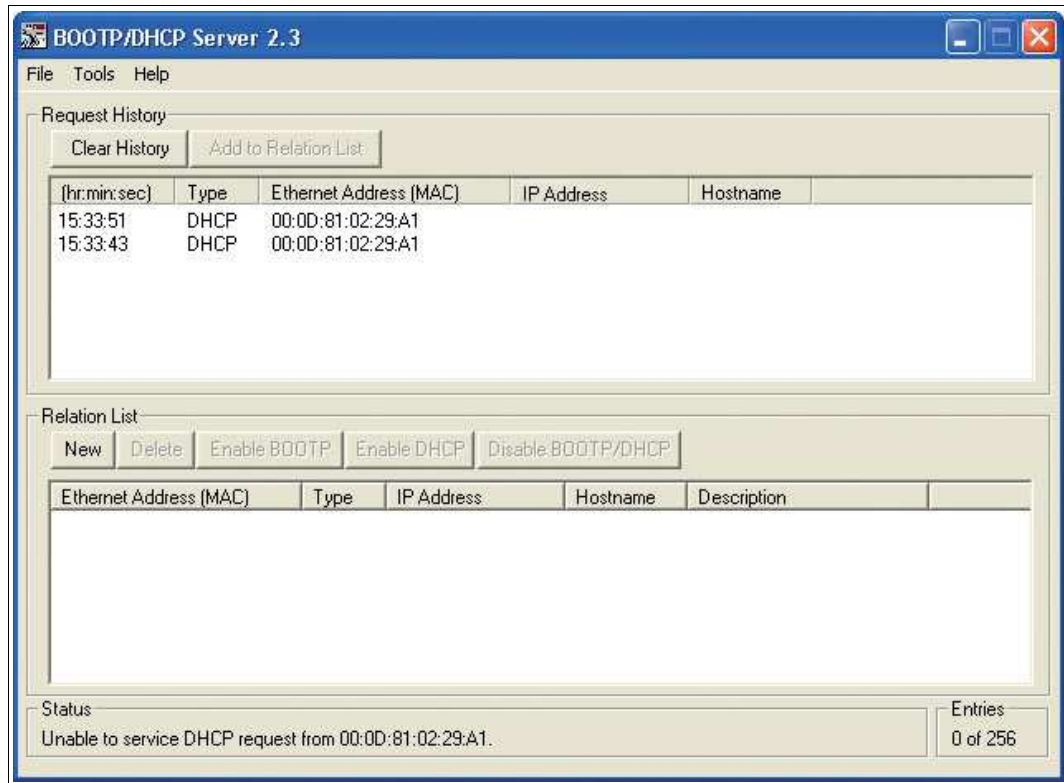 BOOTP/DHCP Server 2.3
File Tools Help
Request History
Clear History Add to Relation List
(hr:min:sec) Type Ethernet Address (MAC) IP Address Hostname
15:33:51 DHCP 00:0D:81:02:29:A1
15:33:43 DHCP 00:0D:81:02:29:A1
Relation List
New Delete Enable BOOTP Enable DHCP Disable BOOTP/DHCP
Ethernet Address (MAC) Type IP Address Hostname Description
Status
Unable to service DHCP request from 00:0D:81:02:29:A1.
Entries
0 of 256